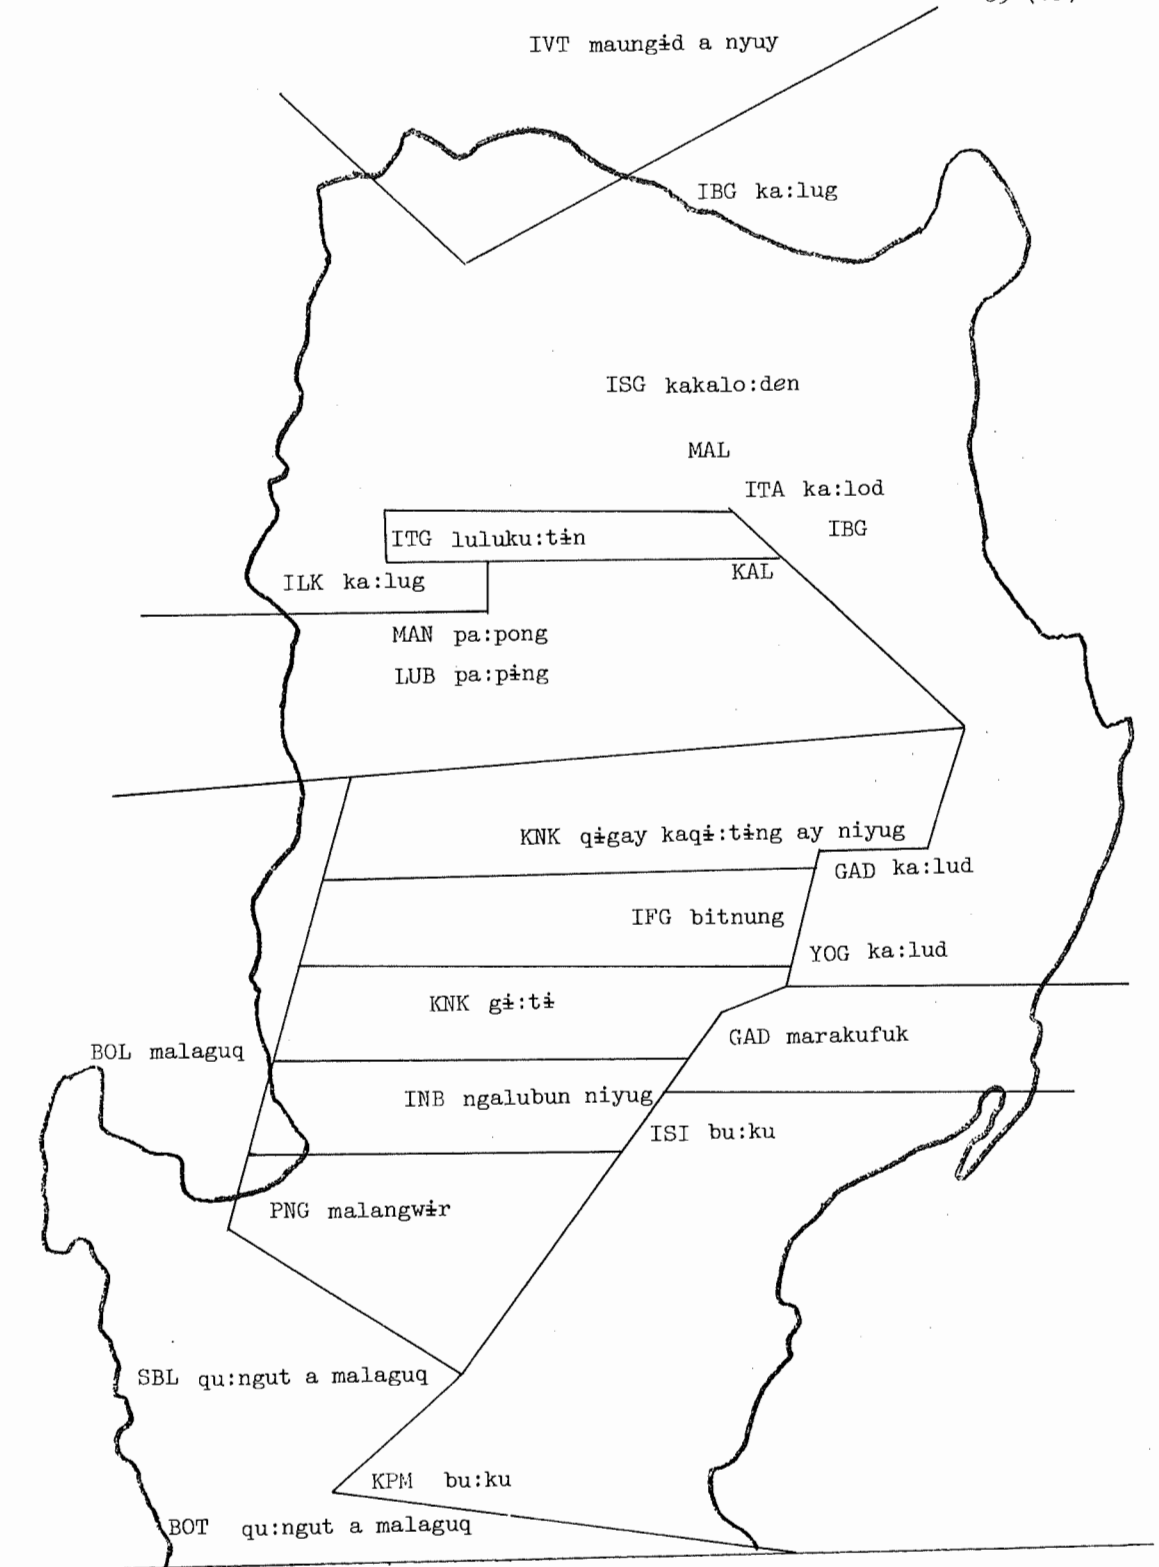 IVT maungɨd a nyuy
IBG ka:lug
ISG kakalo:den
MAL
ITA ka:lod
IBG
ITG luluku:tɨn
KAL
ILK ka:lug
MAN pa:pong
LUB pa:pɨng
KNK qɨgay kaqɨ:tɨng ay niyug
GAD ka:lud
IFG bitnung
YOG ka:lud
KNK gɨ:tɨ
GAD marakufuk
BOL malaguq
INB ngalubun niyug
ISI bu:ku
PNG malangwɨr
SBL qu:ngut a malaguq
KPM bu:ku
BOT qu:ngut a malaguq